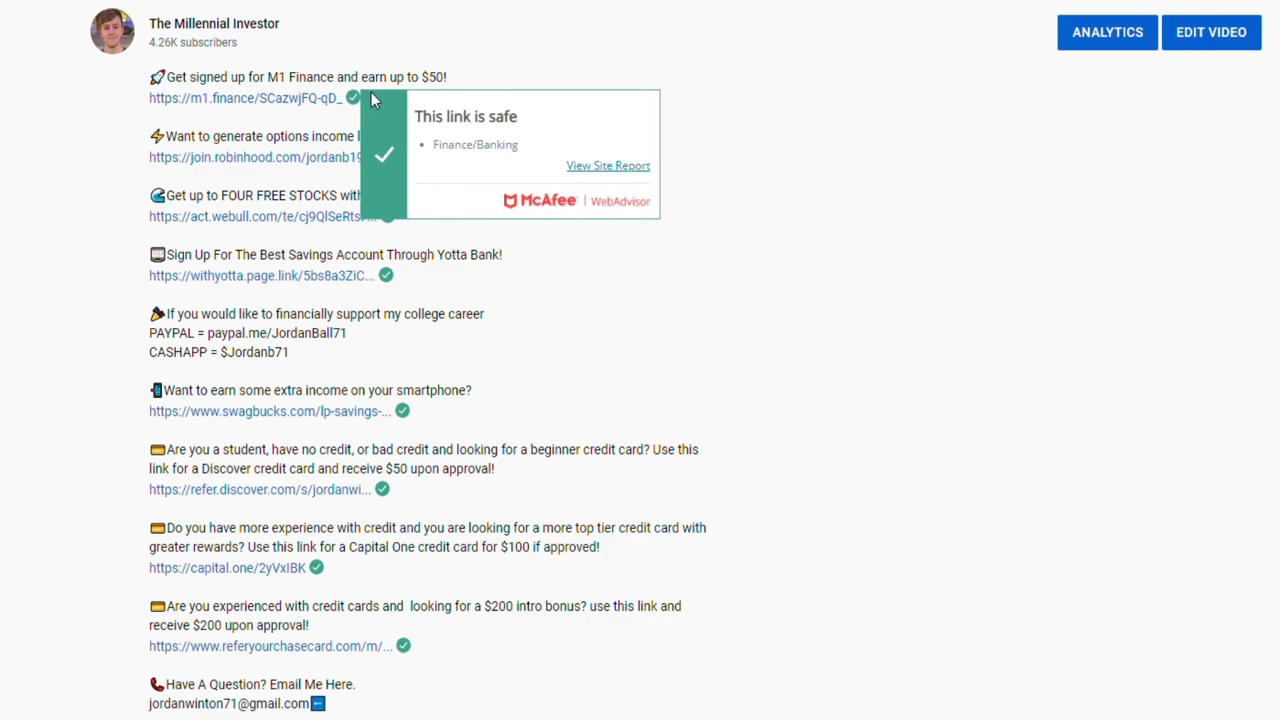 The Millennial Investor
4.26K subscribers
ANALYTICS
EDIT VIDEO
Get signed up for M1 Finance and earn up to $50!
https://m1.finance/SCazwjFQ-qD_
This link is safe
Finance/Banking
View Site Report
McAfee | WebAdvisor
Want to generate options income
https://join.robinhood.com/jordanb19
Get up to FOUR FREE STOCKS with
https://act.webull.com/te/cj9QlSeRts
Sign Up For The Best Savings Account Through Yotta Bank!
https://withyotta.page.link/5bs8a3ZiC...
If you would like to financially support my college career
PAYPAL = paypal.me/JordanBall71
CASHAPP = $Jordanb71
Want to earn some extra income on your smartphone?
https://www.swagbucks.com/lp-savings-...
Are you a student, have no credit, or bad credit and looking for a beginner credit card? Use this
link for a Discover credit card and receive $50 upon approval!
https://refer.discover.com/s/jordanwi...
Do you have more experience with credit and you are looking for a more top tier credit card with
greater rewards? Use this link for a Capital One credit card for $100 if approved!
https://capital.one/2yVxIBK
Are you experienced with credit cards and  looking for a $200 intro bonus? use this link and
receive $200 upon approval!
https://www.referyourchasecard.com/m/...
Have A Question? Email Me Here.
jordanwinton71@gmail.com